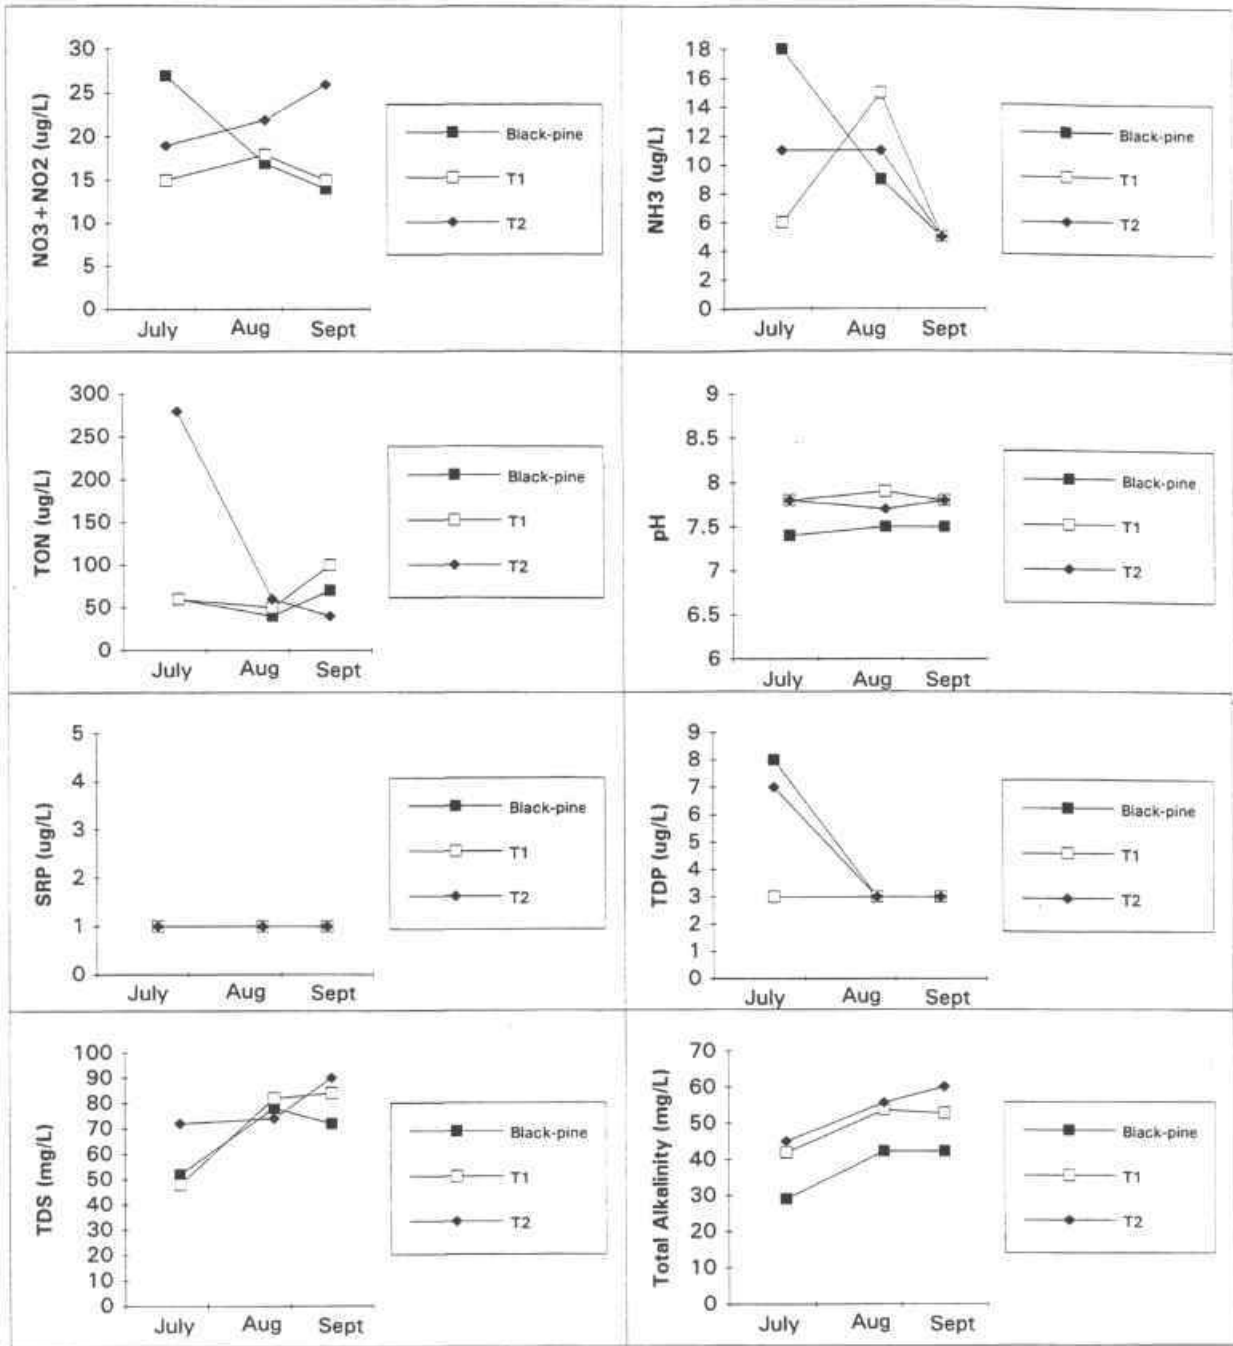 NO3+NO2 (ug/L)
30
25
20
15
10
5
0
July Aug Sept
Black-pine
T1
T2
NH3 (ug/L)
18
16
14
12
10
8
6
4
2
0
July Aug Sept
Black-pine
T1
T2
TON (ug/L)
300
250
200
150
100
50
0
July Aug Sept
Black-pine
T1
T2
pH
9
8.5
8
7.5
7
6.5
6
July Aug Sept
Black-pine
T1
T2
SRP (ug/L)
5
4
3
2
1
0
July Aug Sept
Black-pine
T1
T2
TDP (ug/L)
9
8
7
6
5
4
3
2
1
0
July Aug Sept
Black-pine
T1
T2
TDS (mg/L)
100
90
80
70
60
50
40
30
20
10
0
July Aug Sept
Black-pine
T1
T2
Total Alkalinity (mg/L)
70
60
50
40
30
20
10
0
July Aug Sept
Black-pine
T1
T2